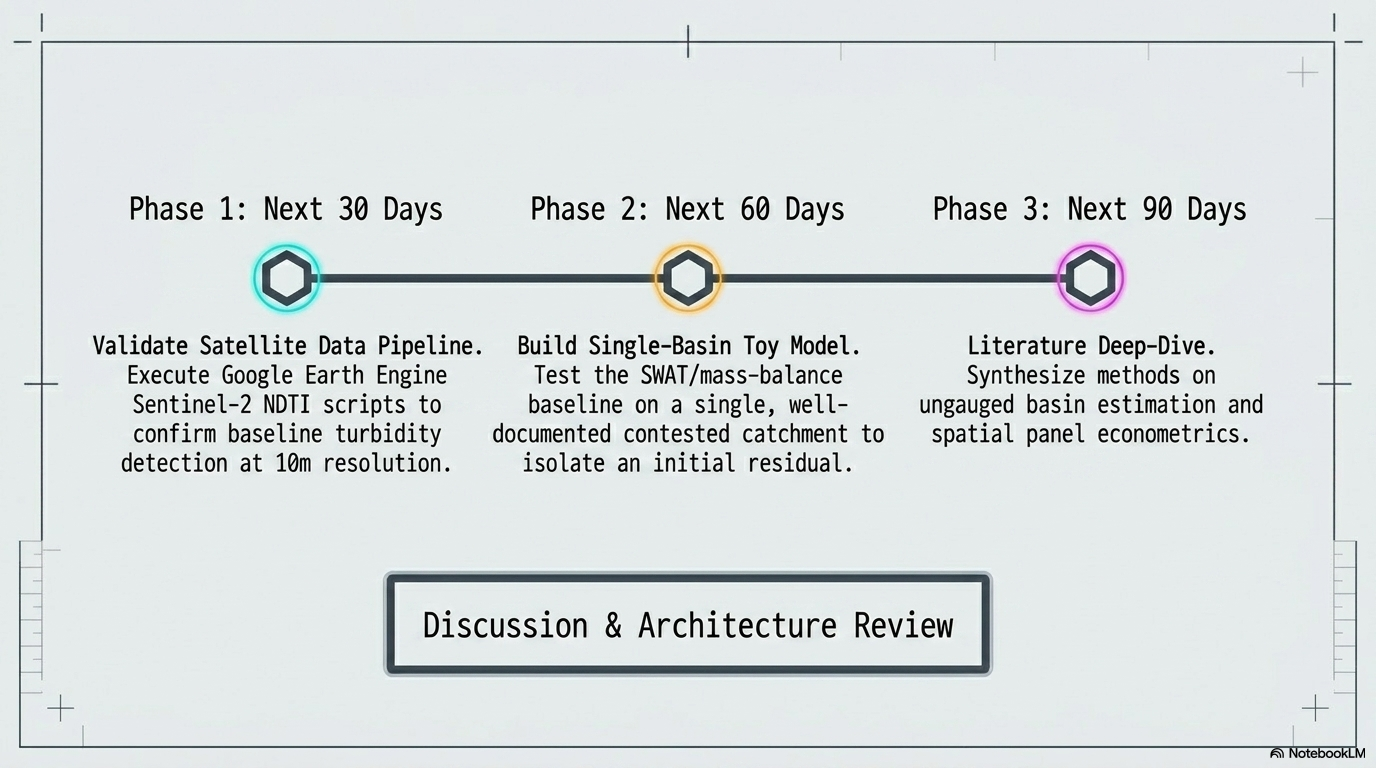 Phase 1: Next 30 Days
Validate Satellite Data Pipeline.
Execute Google Earth Engine
Sentinel-2 NDTI scripts to
confirm baseline turbidity
detection at 10m resolution.
Phase 2: Next 60 Days
Build Single-Basin Toy Model.
Test the SWAT/mass-balance
baseline on a single, well-
documented contested catchment to
isolate an initial residual.
Phase 3: Next 90 Days
Literature Deep-Dive.
Synthesize methods on
ungauged basin estimation and
spatial panel econometrics.
Discussion & Architecture Review
NotebookLM